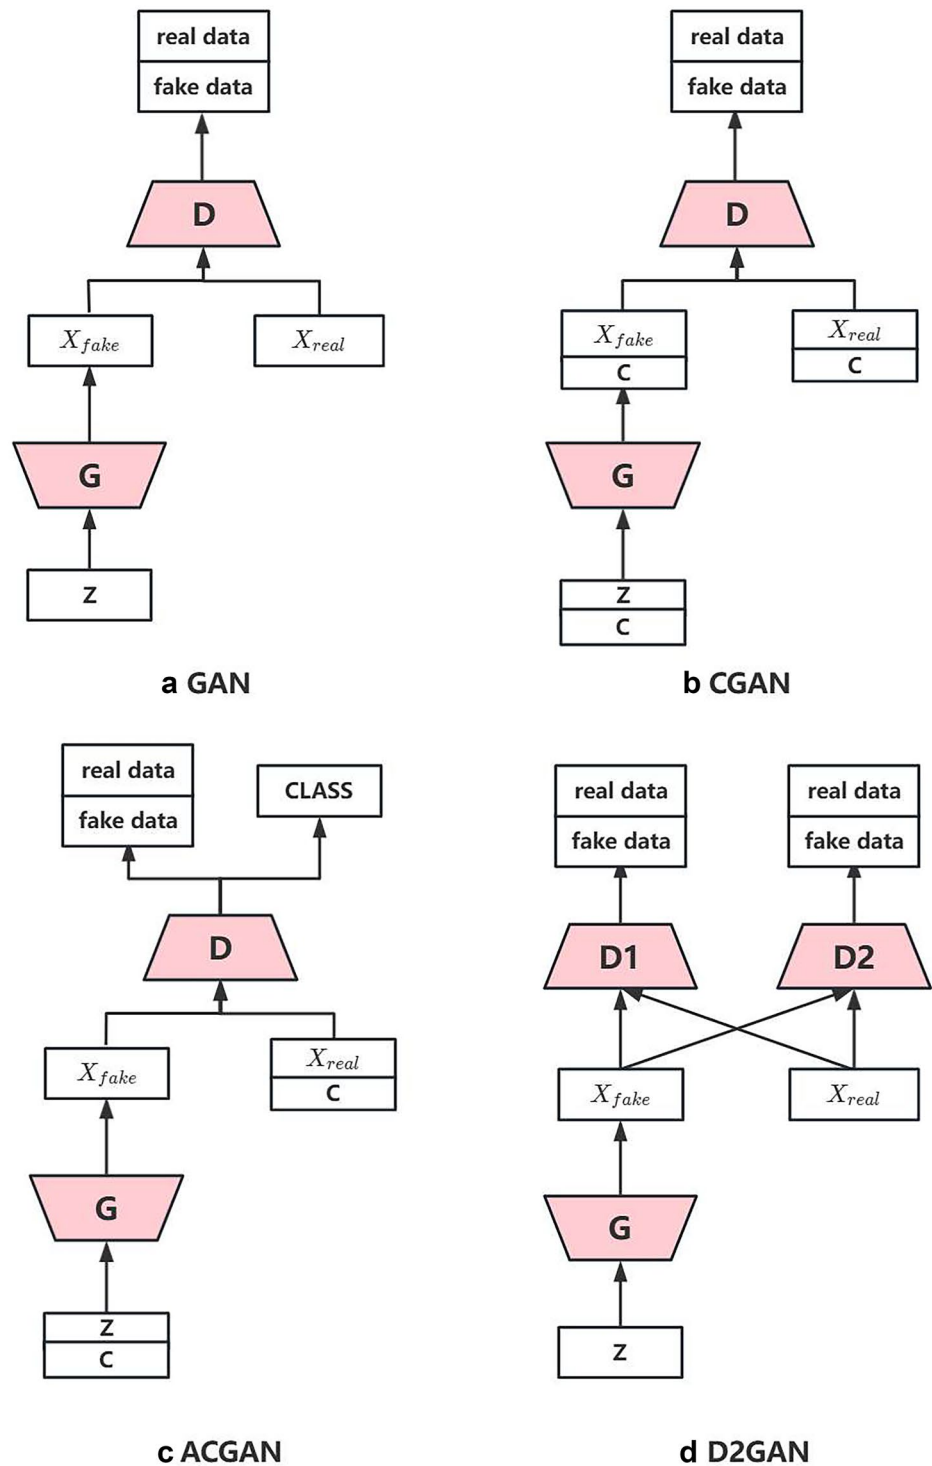 real data
fake data
D
X_fake
X_real
G
Z
a GAN
real data
fake data
D
X_fake
C
X_real
C
G
Z
C
b CGAN
real data
fake data
CLASS
D
X_fake
X_real
C
G
Z
C
c ACGAN
real data
fake data
real data
fake data
D1
D2
X_fake
X_real
G
Z
d D2GAN